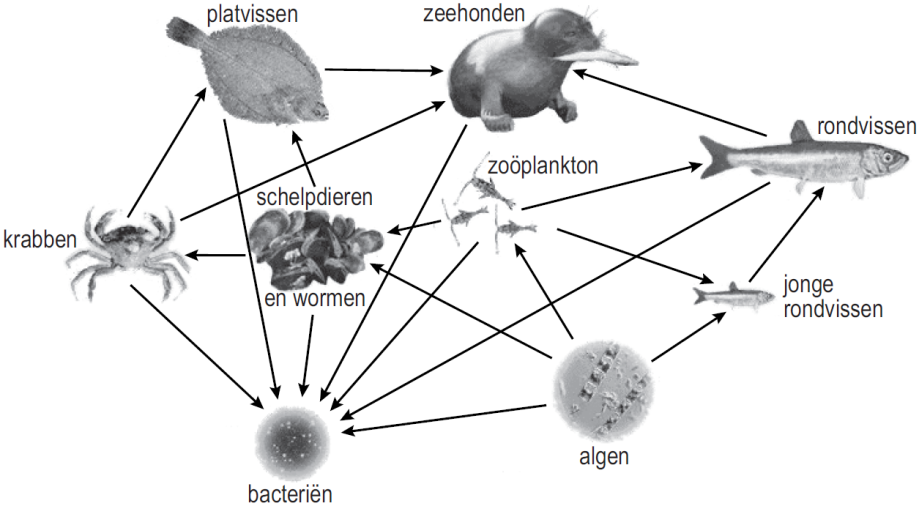 platvissen
zeehonden
rondvissen
zoöplankton
schelpdieren
krabben
en wormen
jonge
rondvissen
algen
bacteriën